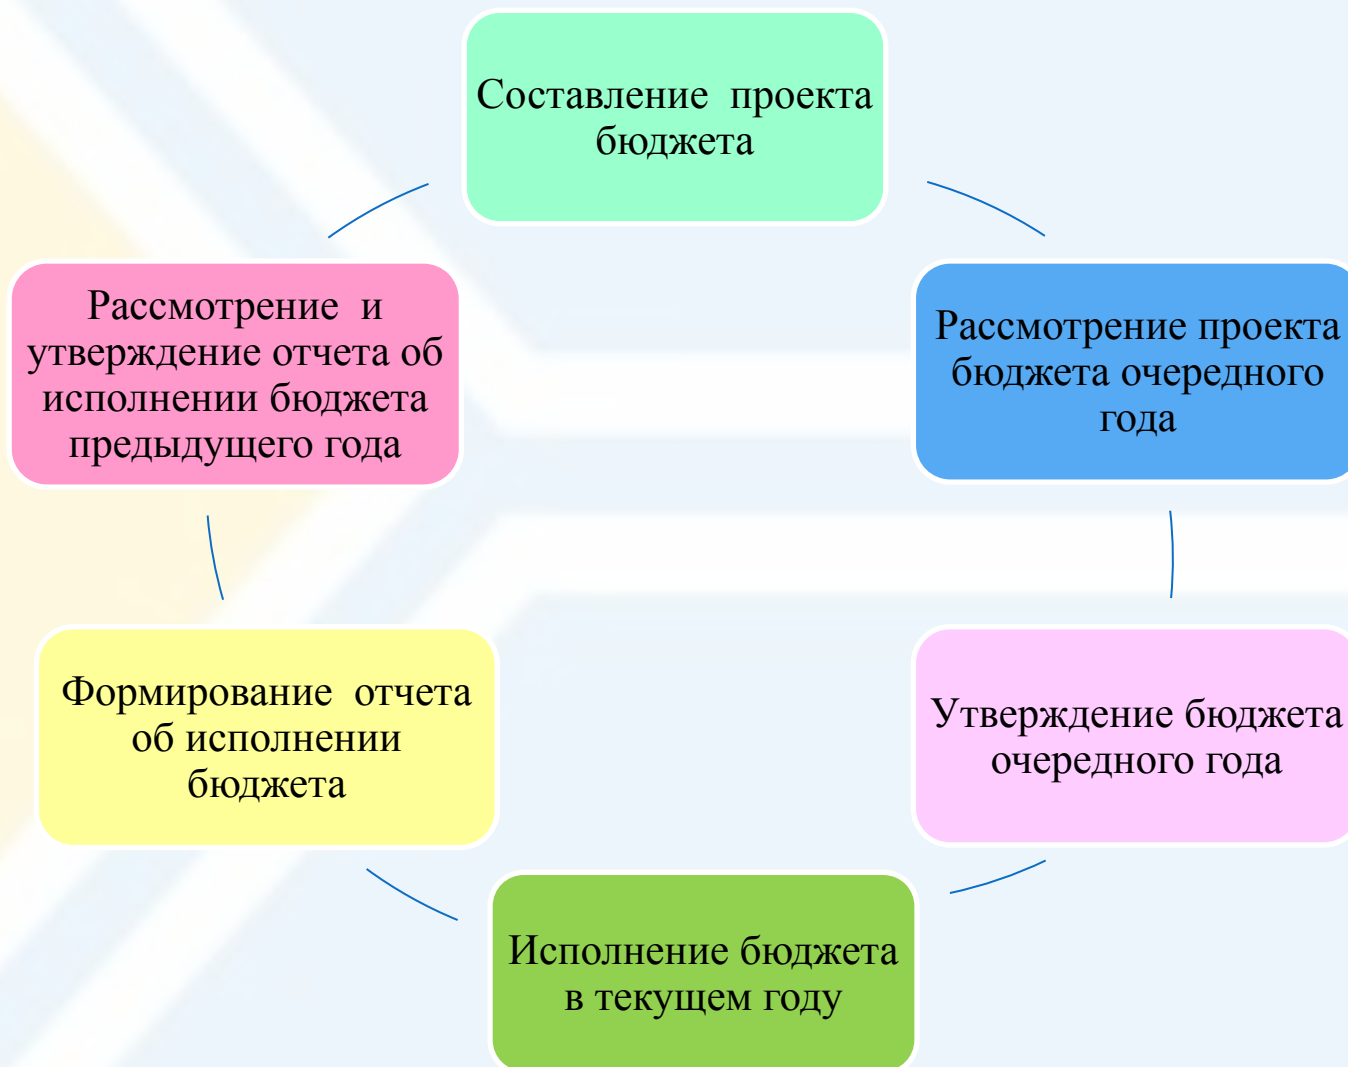 Составление проекта
бюджета
Рассмотрение проекта
бюджета очередного
года
Утверждение бюджета
очередного года
Исполнение бюджета
в текущем году
Формирование отчета
об исполнении
бюджета
Рассмотрение и
утверждение отчета об
исполнении бюджета
предыдущего года